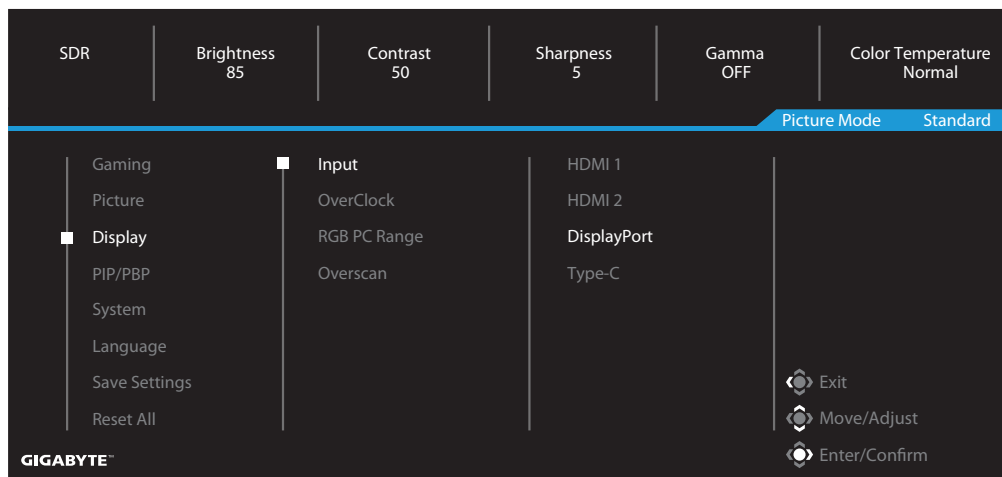 SDR
Brightness
85
Contrast
50
Sharpness
5
Gamma
OFF
Color Temperature
Normal
Picture Mode Standard
Gaming
Picture
Display
PIP/PBP
System
Language
Save Settings
Reset All
Input
OverClock
RGB PC Range
Overscan
HDMI 1
HDMI 2
DisplayPort
Type-C
Exit
Move/Adjust
Enter/Confirm
GIGABYTE™